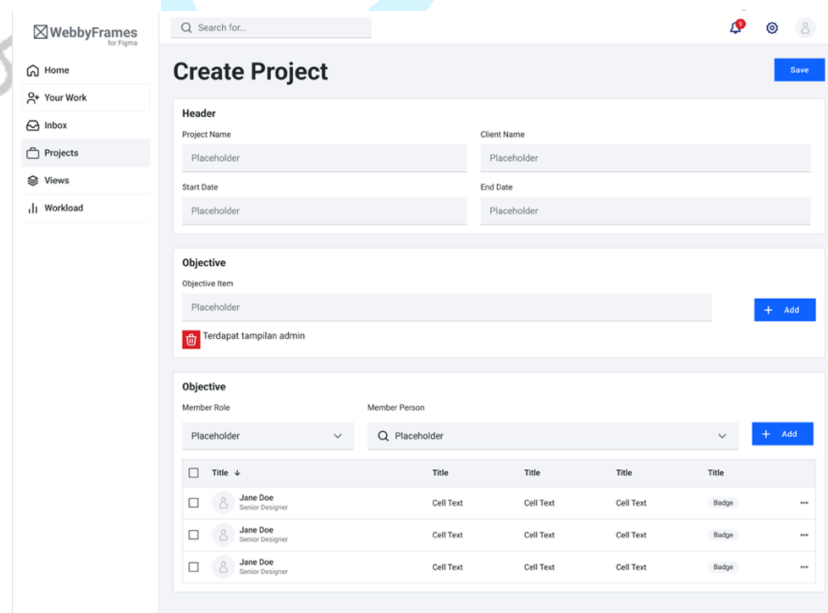 WebbyFrames
for Figma
Search for...
9
Home
Your Work
Inbox
Projects
Views
Workload
Create Project
Save
Header
Project Name
Client Name
Placeholder
Placeholder
Start Date
End Date
Placeholder
Placeholder
Objective
Objective Item
Placeholder
+ Add
Terdapat tampilan admin
Objective
Member Role
Member Person
Placeholder
Placeholder
+ Add
Title ↓ Title Title Title Title
Jane Doe
Senior Designer
Cell Text Cell Text Cell Text Badge
Jane Doe
Senior Designer
Cell Text Cell Text Cell Text Badge
Jane Doe
Senior Designer
Cell Text Cell Text Cell Text Badge